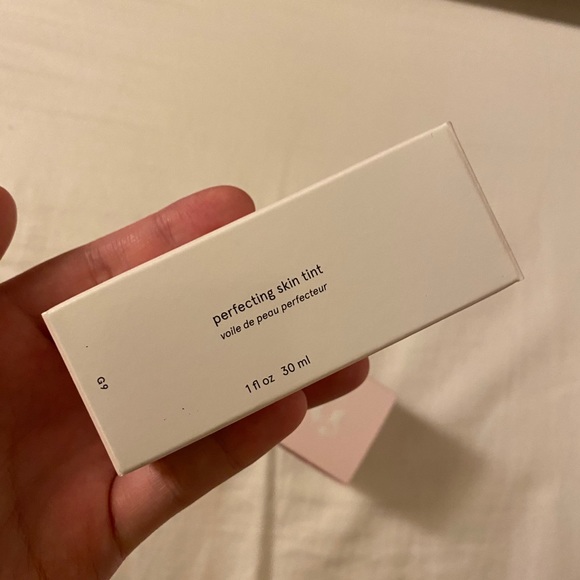 perfecting skin tint
voile de peau perfecteur
1 fl oz 30 ml
G9